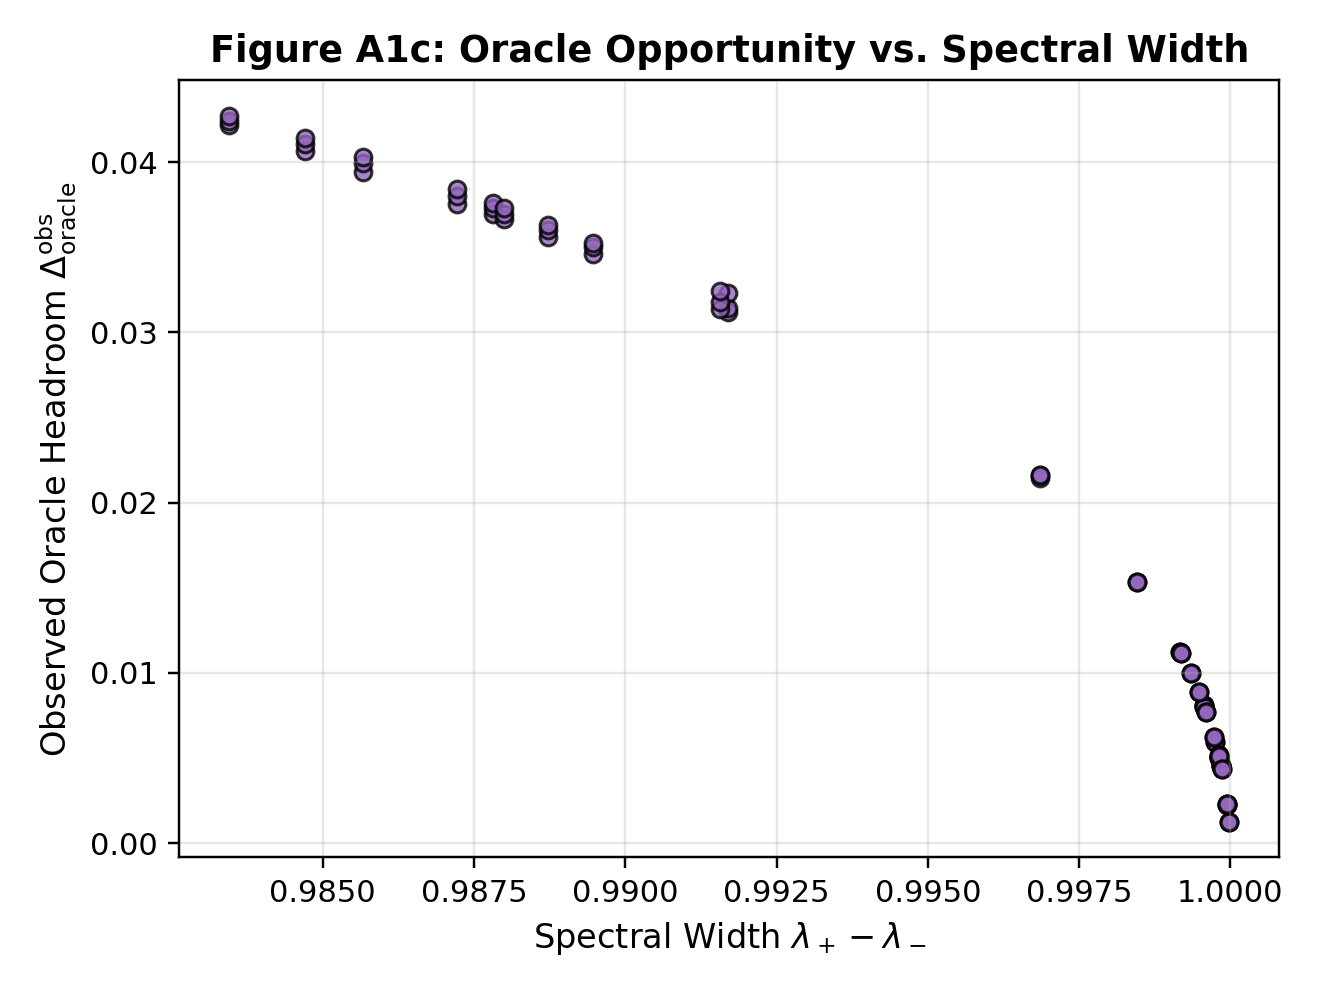 Figure A1c: Oracle Opportunity vs. Spectral Width
Observed Oracle Headroom Δ^obs_oracle
0.04
0.03
0.02
0.01
0.00
0.9850 0.9875 0.9900 0.9925 0.9950 0.9975 1.0000
Spectral Width λ₊ − λ₋